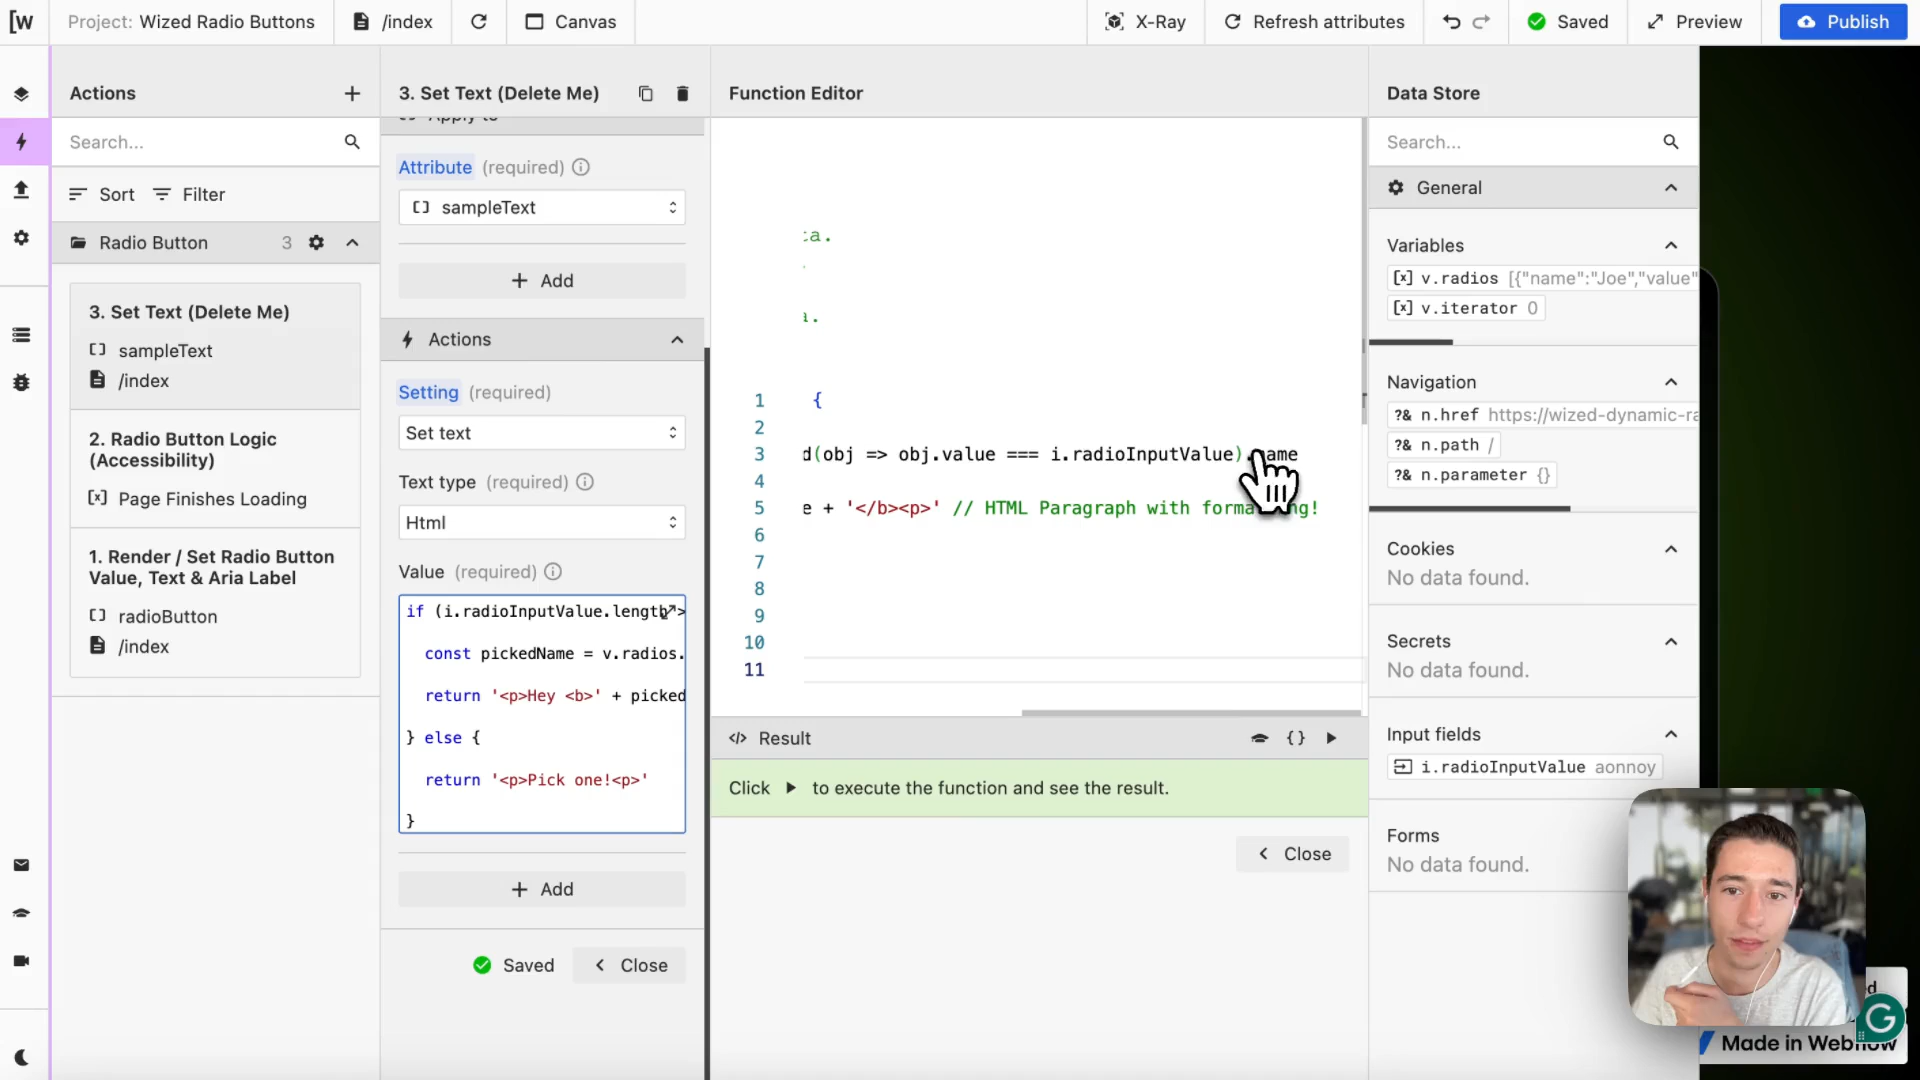 Project: Wized Radio Buttons
/index
Canvas
X-Ray
Refresh attributes
Saved
Preview
Publish
Actions
Search...
Sort
Filter
Radio Button 3
3. Set Text (Delete Me)
sampleText
/index
2. Radio Button Logic
(Accessibility)
Page Finishes Loading
1. Render / Set Radio Button
Value, Text & Aria Label
radioButton
/index
3. Set Text (Delete Me)
Apply to
Attribute (required)
sampleText
+ Add
Actions
Setting (required)
Set text
Text type (required)
Html
Value (required)
if (i.radioInputValue.length >
const pickedName = v.radios.
return '<p>Hey <b>' + picked
} else {
return '<p>Pick one!<p>'
}
+ Add
Saved
Close
Function Editor
ta.
a.
1 {
2
3 d(obj => obj.value === i.radioInputValue).name
4
5 e + '</b><p>' // HTML Paragraph with formatting!
6
7
8
9
10
11
</> Result
{ }
Click ▶ to execute the function and see the result.
Close
Data Store
Search...
General
Variables
[x] v.radios [{"name":"Joe","value"
[x] v.iterator 0
Navigation
?& n.href https://wized-dynamic-ra
?& n.path /
?& n.parameter {}
Cookies
No data found.
Secrets
No data found.
Input fields
i.radioInputValue aonnoy
Forms
No data found.
Made in Webflow